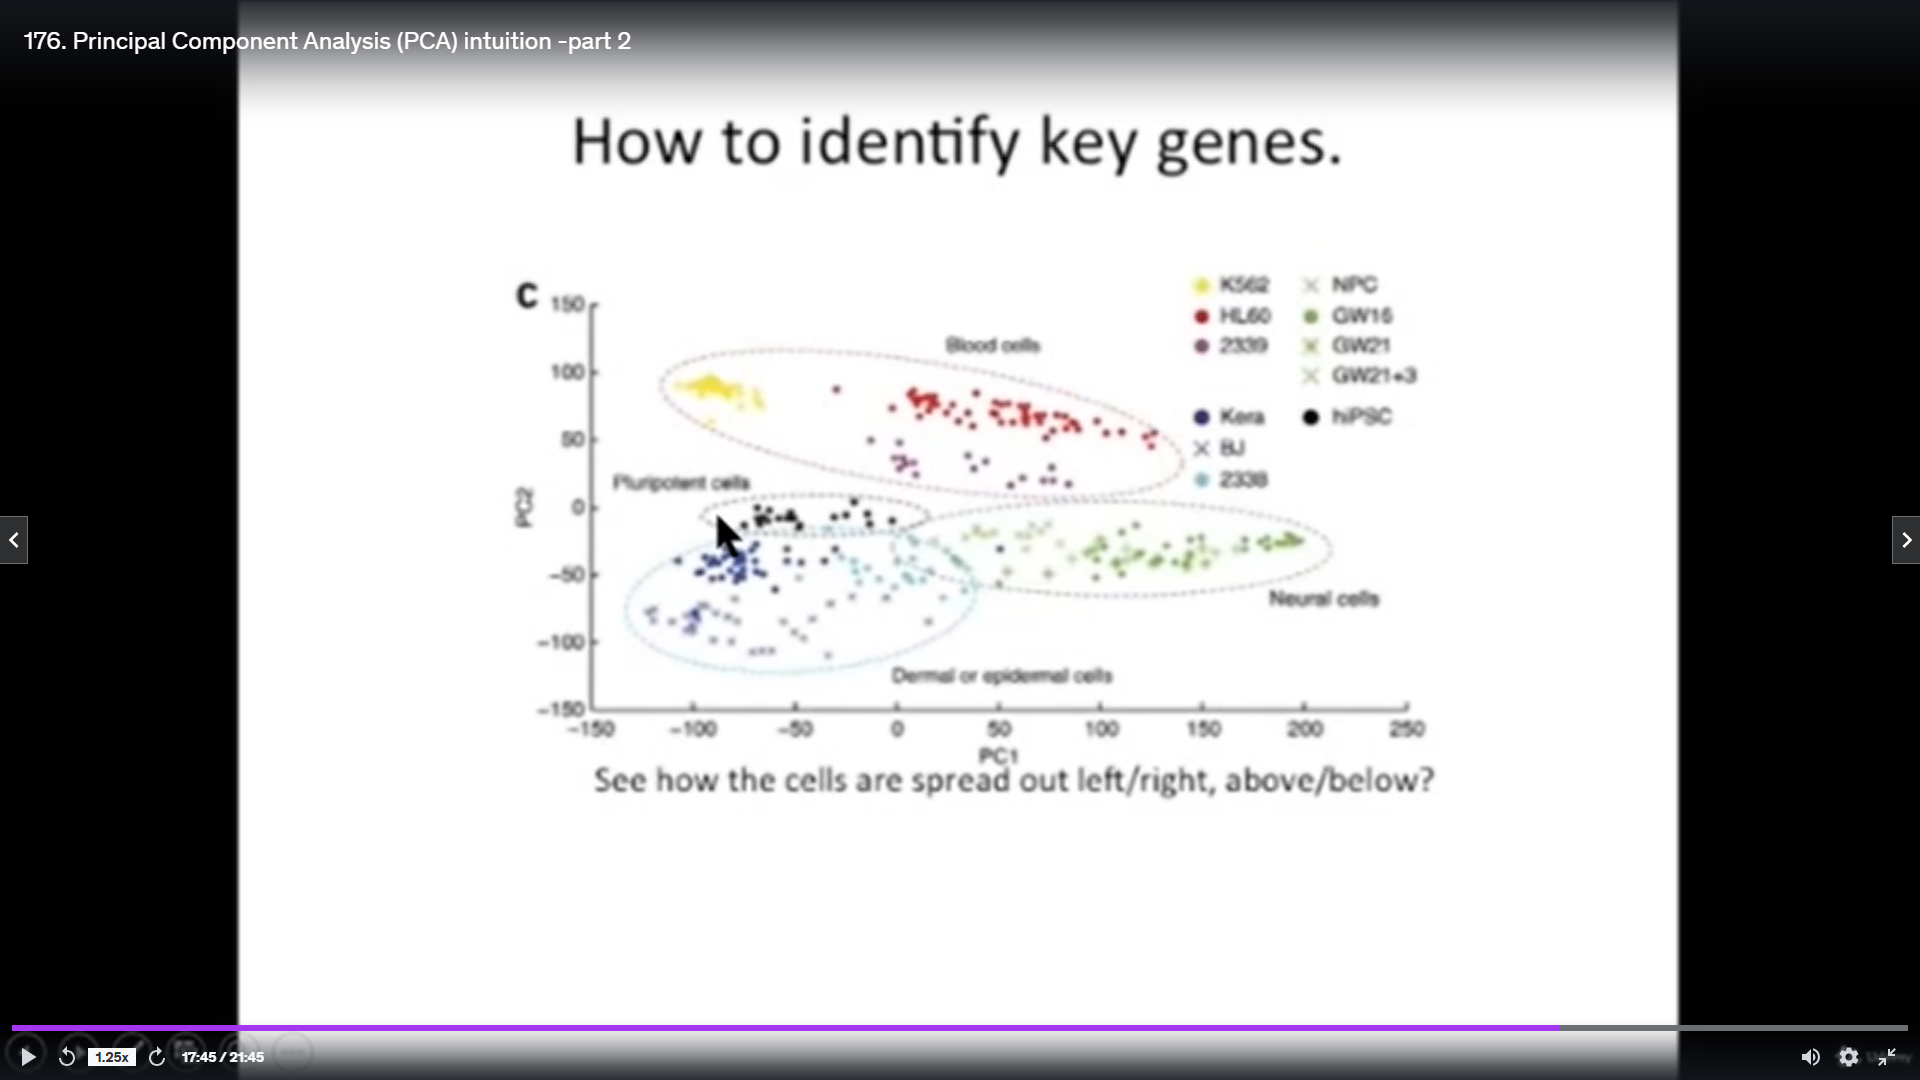 176. Principal Component Analysis (PCA) intuition -part 2
How to identify key genes.
c
150
100
50
0
−50
−100
−150
PC2
−150
−100
−50
0
50
100
150
200
250
PC1
Blood cells
Pluripotent cells
Neural cells
Dermal or epidermal cells
K562
HL60
2339
Kera
BJ
2338
NPC
GW16
GW21
GW21+3
hiPSC
See how the cells are spread out left/right, above/below?
1.25x
17:45 / 21:45